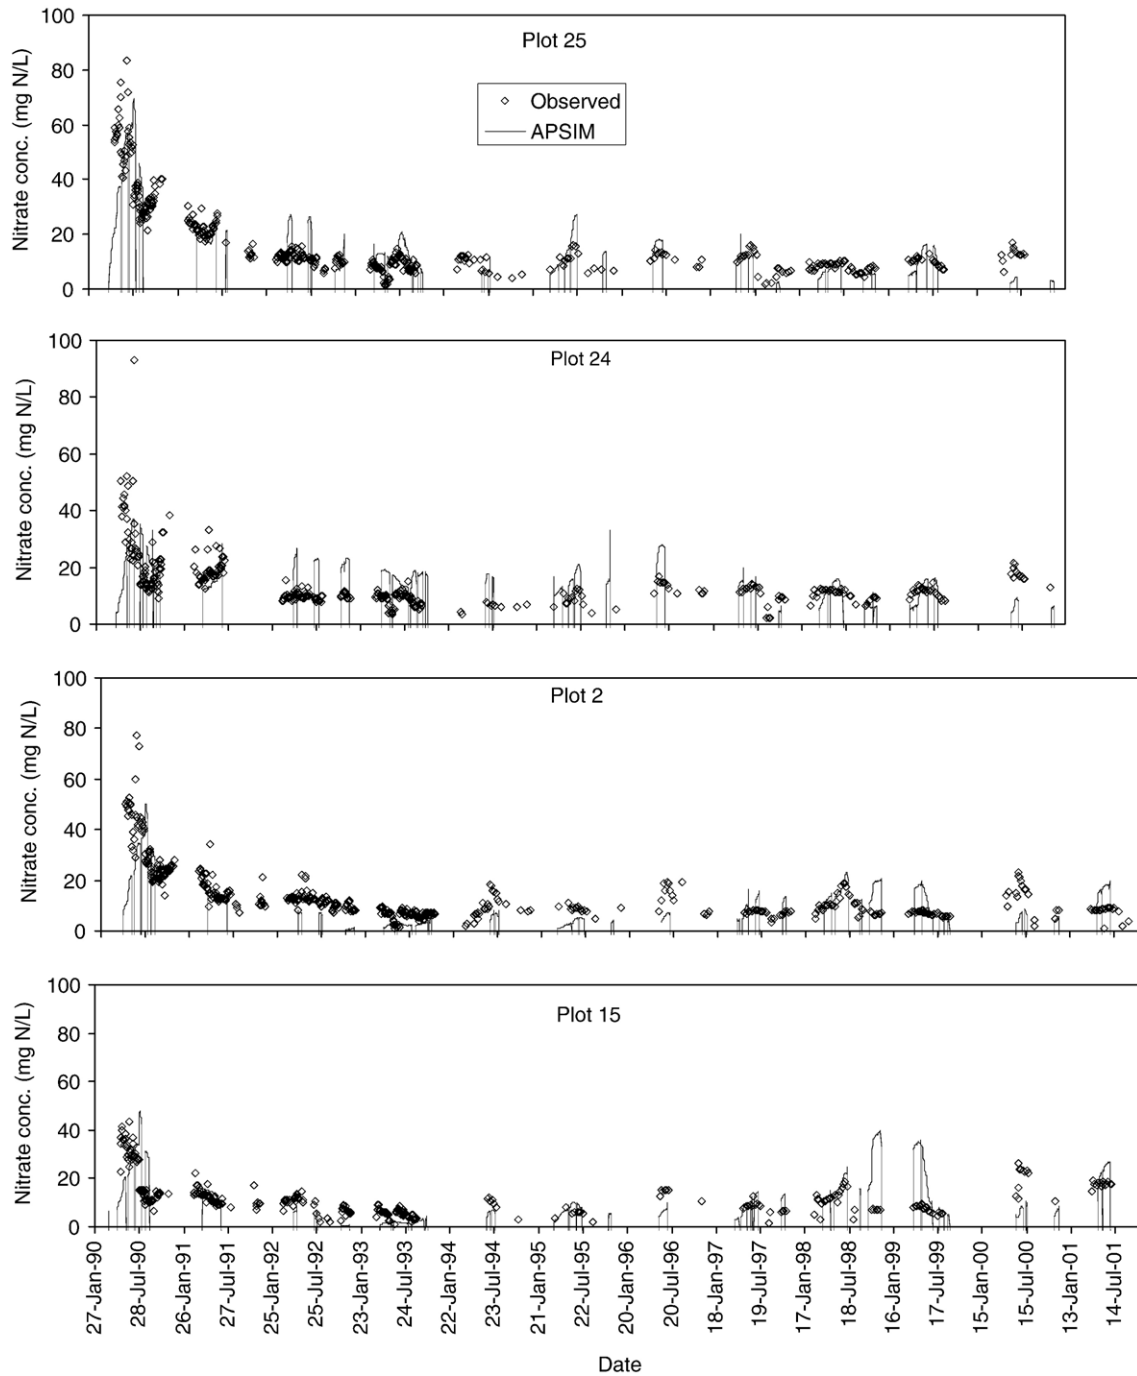 Plot 25
Observed
APSIM
Nitrate conc. (mg N/L)
100
80
60
40
20
0
Plot 24
Nitrate conc. (mg N/L)
100
80
60
40
20
0
Plot 2
Nitrate conc. (mg N/L)
100
80
60
40
20
0
Plot 15
Nitrate conc. (mg N/L)
100
80
60
40
20
0
27-Jan-90
28-Jul-90
26-Jan-91
27-Jul-91
25-Jan-92
25-Jul-92
23-Jan-93
24-Jul-93
22-Jan-94
23-Jul-94
21-Jan-95
22-Jul-95
20-Jan-96
20-Jul-96
18-Jan-97
19-Jul-97
17-Jan-98
18-Jul-98
16-Jan-99
17-Jul-99
15-Jan-00
15-Jul-00
13-Jan-01
14-Jul-01
Date